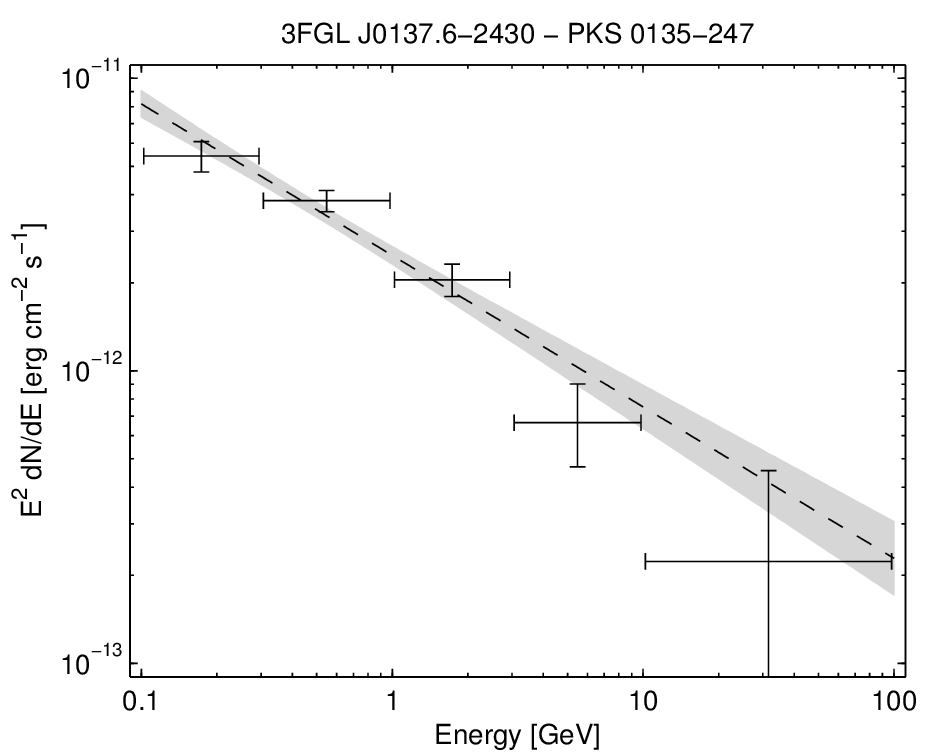 3FGL J0137.6−2430 − PKS 0135−247
10⁻¹¹
10⁻¹²
10⁻¹³
E² dN/dE [erg cm⁻² s⁻¹]
0.1 1 10 100
Energy [GeV]